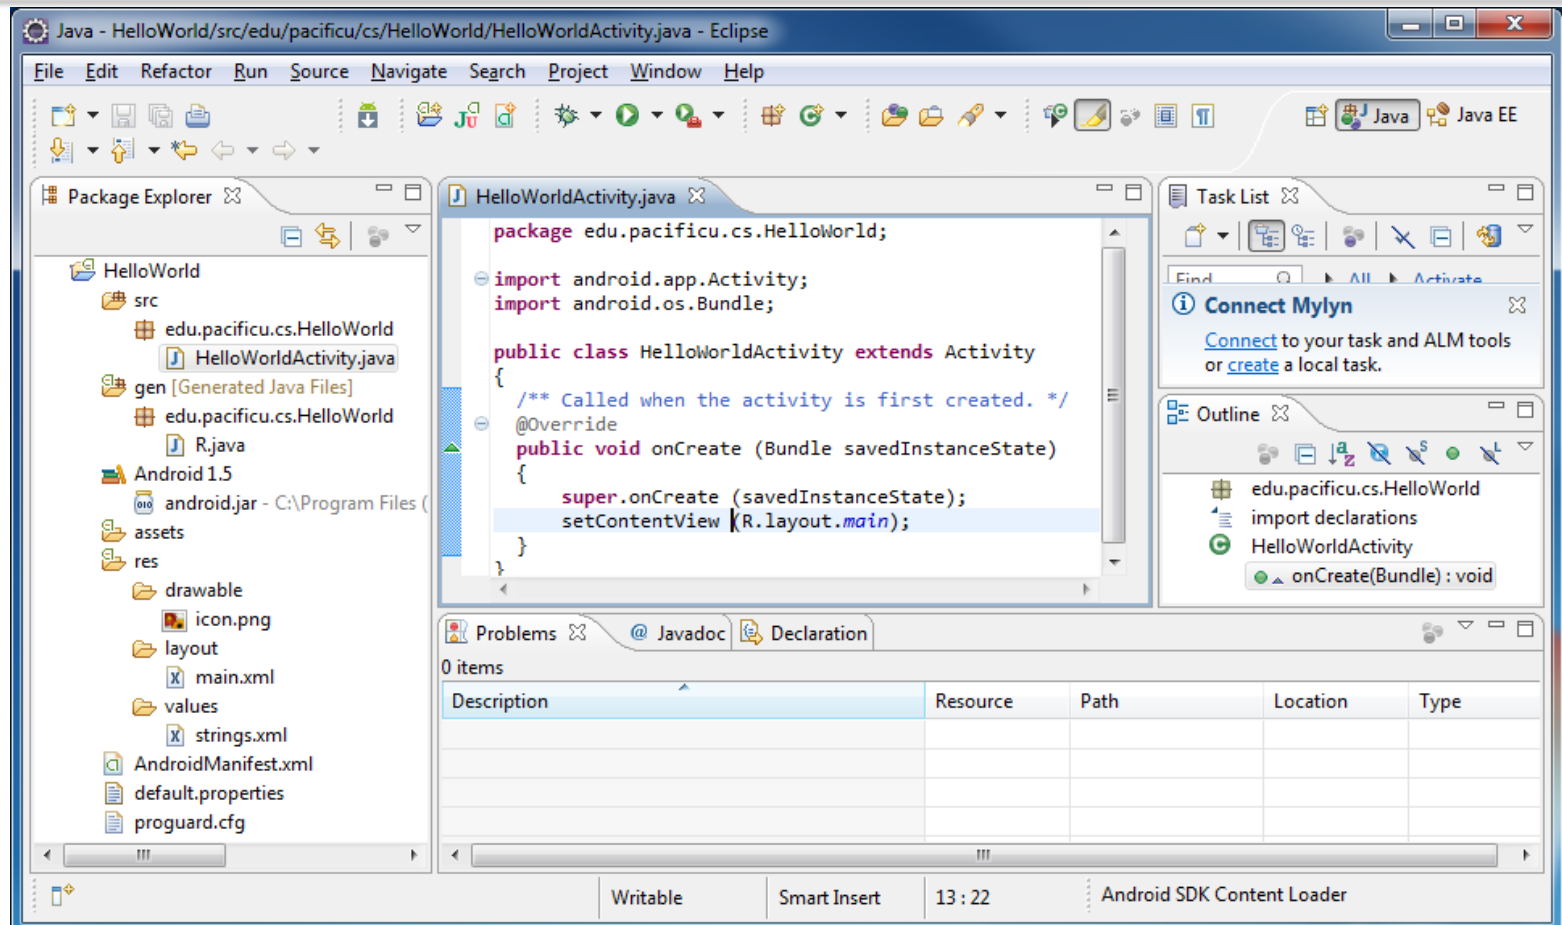 Java - HelloWorld/src/edu/pacificu/cs/HelloWorld/HelloWorldActivity.java - Eclipse
File Edit Refactor Run Source Navigate Search Project Window Help
Java Java EE
Package Explorer
HelloWorld
src
edu.pacificu.cs.HelloWorld
HelloWorldActivity.java
gen [Generated Java Files]
edu.pacificu.cs.HelloWorld
R.java
Android 1.5
android.jar - C:\Program Files (
assets
res
drawable
icon.png
layout
main.xml
values
strings.xml
AndroidManifest.xml
default.properties
proguard.cfg
HelloWorldActivity.java
package edu.pacificu.cs.HelloWorld;
import android.app.Activity;
import android.os.Bundle;
public class HelloWorldActivity extends Activity
{
/** Called when the activity is first created. */
@Override
public void onCreate (Bundle savedInstanceState)
{
super.onCreate (savedInstanceState);
setContentView (R.layout.main);
}
}
Task List
Find All Activate
Connect Mylyn
Connect to your task and ALM tools
or create a local task.
Outline
edu.pacificu.cs.HelloWorld
import declarations
HelloWorldActivity
onCreate(Bundle) : void
Problems @ Javadoc Declaration
0 items
Description Resource Path Location Type
Writable Smart Insert 13 : 22 Android SDK Content Loader